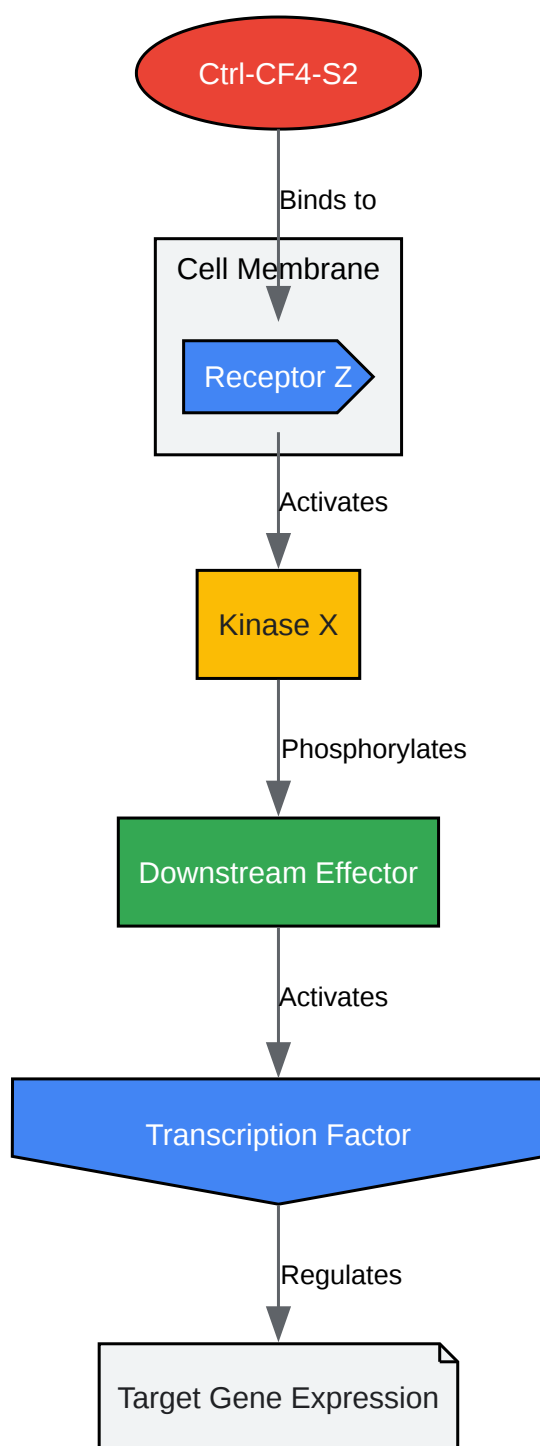 Ctrl-CF4-S2
Binds to
Cell Membrane
Receptor Z
Activates
Kinase X
Phosphorylates
Downstream Effector
Activates
Transcription Factor
Regulates
Target Gene Expression